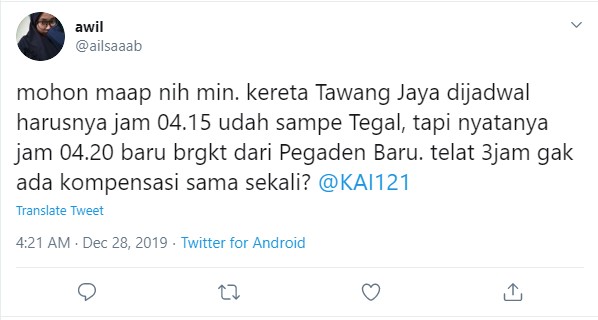 awil
@ailsaaab
mohon maap nih min. kereta Tawang Jaya dijadwal
harusnya jam 04.15 udah sampe Tegal, tapi nyatanya
jam 04.20 baru brgkt dari Pegaden Baru. telat 3jam gak
ada kompensasi sama sekali? @KAI121
Translate Tweet
4:21 AM · Dec 28, 2019 · Twitter for Android